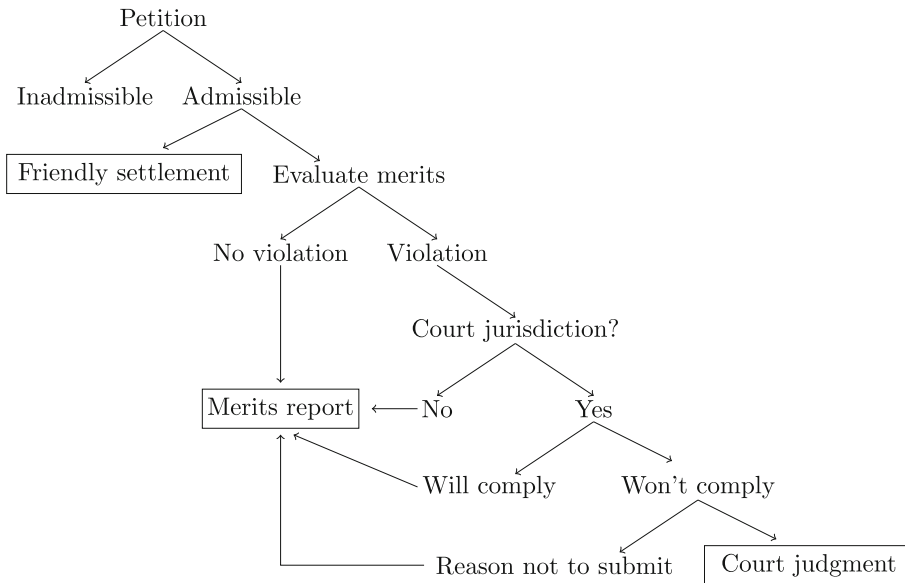 Petition
Inadmissible
Admissible
Friendly settlement
Evaluate merits
No violation
Violation
Court jurisdiction?
Merits report
No
Yes
Will comply
Won't comply
Reason not to submit
Court judgment